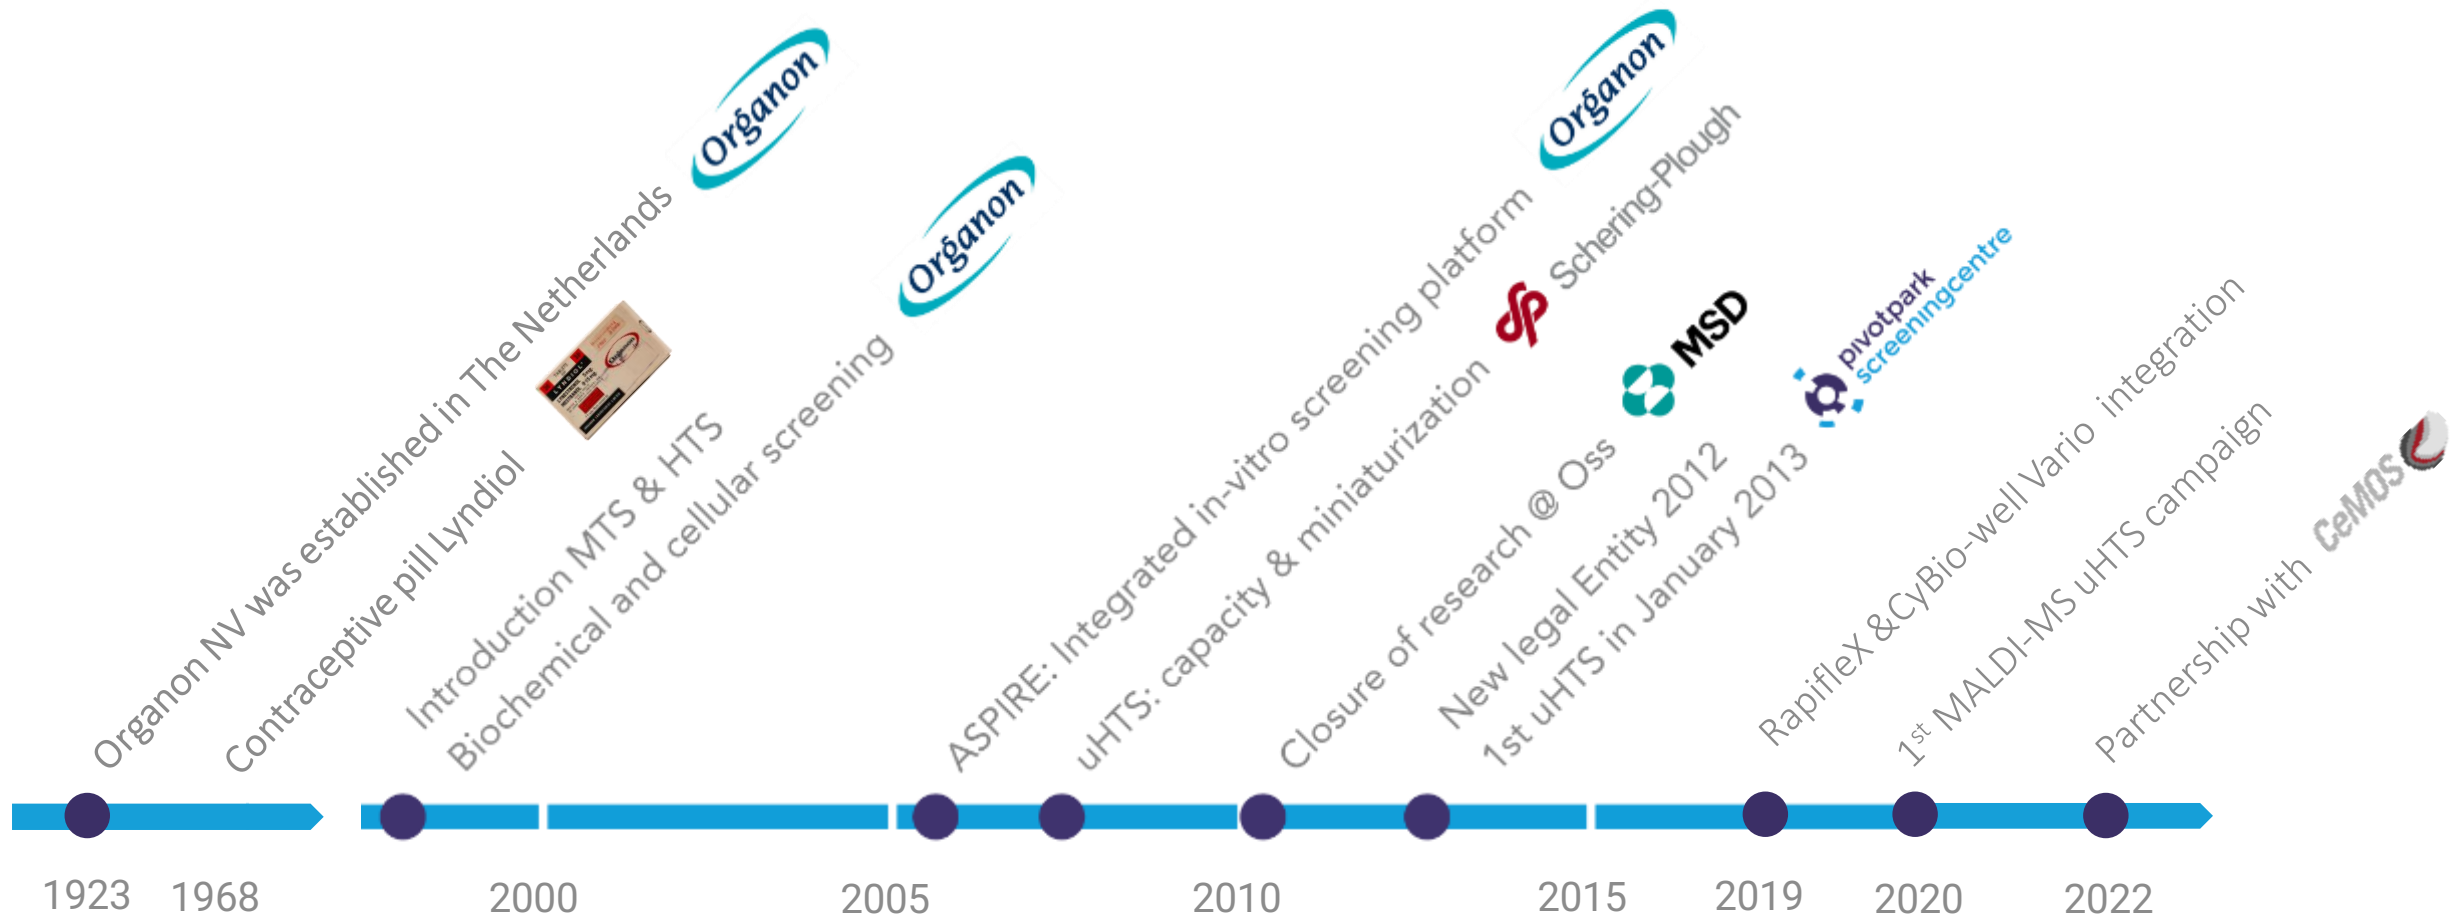 Organon NV was established in The Netherlands
Organon
Contraceptive pill Lyndiol
LYNDIOL
Introduction MTS & HTS
Biochemical and cellular screening
Organon
ASPIRE: Integrated in-vitro screening platform
Organon
uHTS: capacity & miniaturization
Schering-Plough
Closure of research @ Oss
MSD
New legal Entity 2012
1st uHTS in January 2013
pivotpark
screeningcentre
RapifleX &CyBio-well Vario integration
1st MALDI-MS uHTS campaign
Partnership with
CeMOS
1923
1968
2000
2005
2010
2015
2019
2020
2022